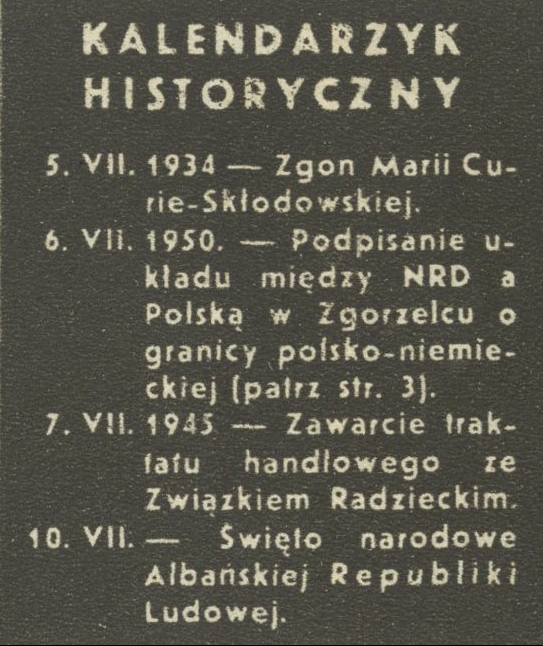 KALENDARZYK
HISTORYCZNY
5. VII. 1934 — Zgon Marii Cu-
rie-Skłodowskiej.
6. VII. 1950. — Podpisanie u-
kładu między NRD a
Polską w Zgorzelcu o
granicy polsko-niemie-
ckiej (patrz str. 3).
7. VII. 1945 — Zawarcie trak-
tatu handlowego ze
Związkiem Radzieckim.
10. VII. — Święto narodowe
Albańskiej Republiki
Ludowej.